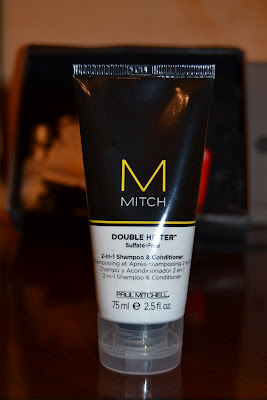 M
MITCH
DOUBLE HITTER™
Sulfate-Free
2-in-1 Shampoo & Conditioner
Shampooing et Après-shampooing 2-en-1
Champú y Acondicionador 2 en 1
2-in-1 Shampoo & Conditioner
PAUL MITCHELL
75 ml e 2.5 fl.oz.